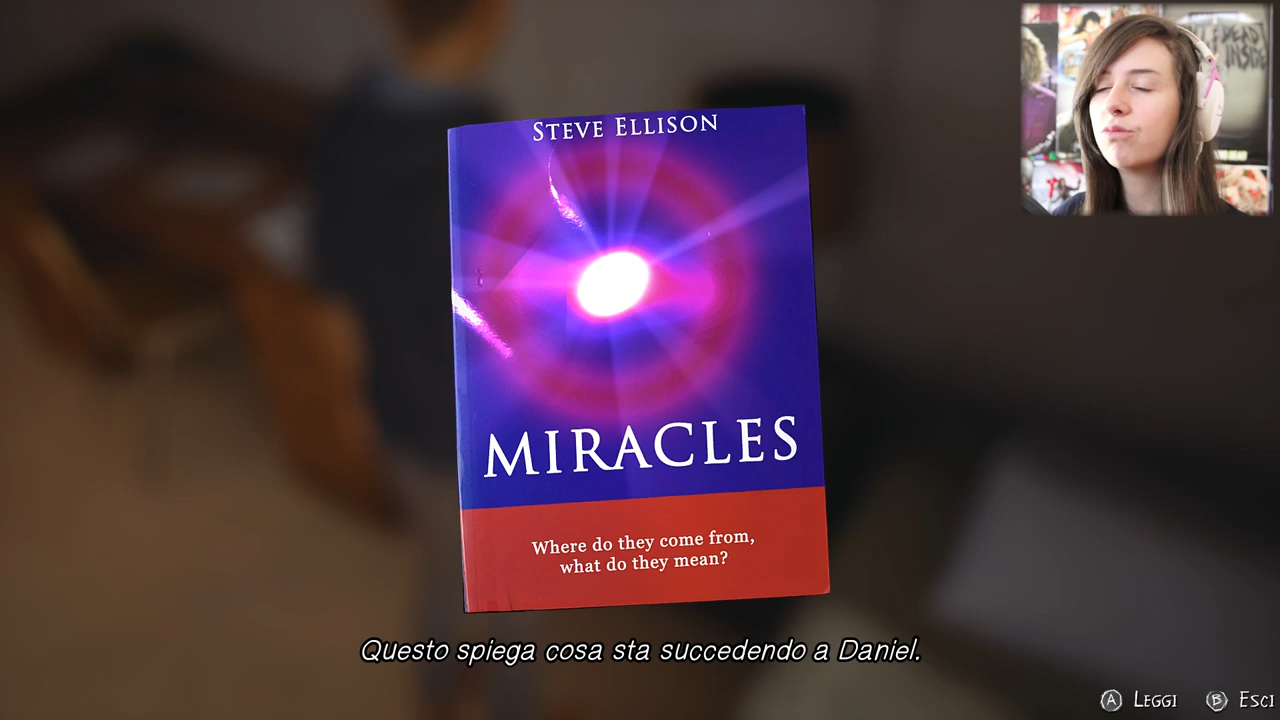 STEVE ELLISON
MIRACLES
Where do they come from,
what do they mean?
Questo spiega cosa sta succedendo a Daniel.
A LEGGI B ESCI